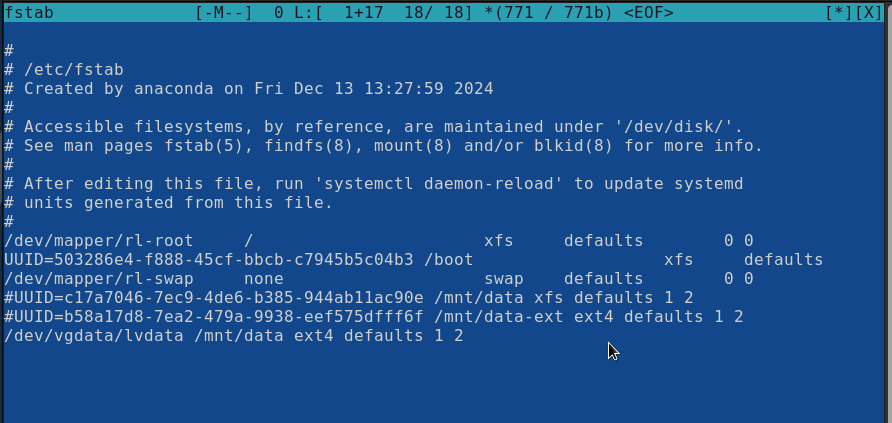 fstab [-M--] 0 L:[ 1+17 18/ 18] *(771 / 771b) <EOF> [*][X]
#
# /etc/fstab
# Created by anaconda on Fri Dec 13 13:27:59 2024
#
# Accessible filesystems, by reference, are maintained under '/dev/disk/'.
# See man pages fstab(5), findfs(8), mount(8) and/or blkid(8) for more info.
#
# After editing this file, run 'systemctl daemon-reload' to update systemd
# units generated from this file.
#
/dev/mapper/rl-root / xfs defaults 0 0
UUID=503286e4-f888-45cf-bbcb-c7945b5c04b3 /boot xfs defaults
/dev/mapper/rl-swap none swap defaults 0 0
#UUID=c17a7046-7ec9-4de6-b385-944ab11ac90e /mnt/data xfs defaults 1 2
#UUID=b58a17d8-7ea2-479a-9938-eef575dfff6f /mnt/data-ext ext4 defaults 1 2
/dev/vgdata/lvdata /mnt/data ext4 defaults 1 2